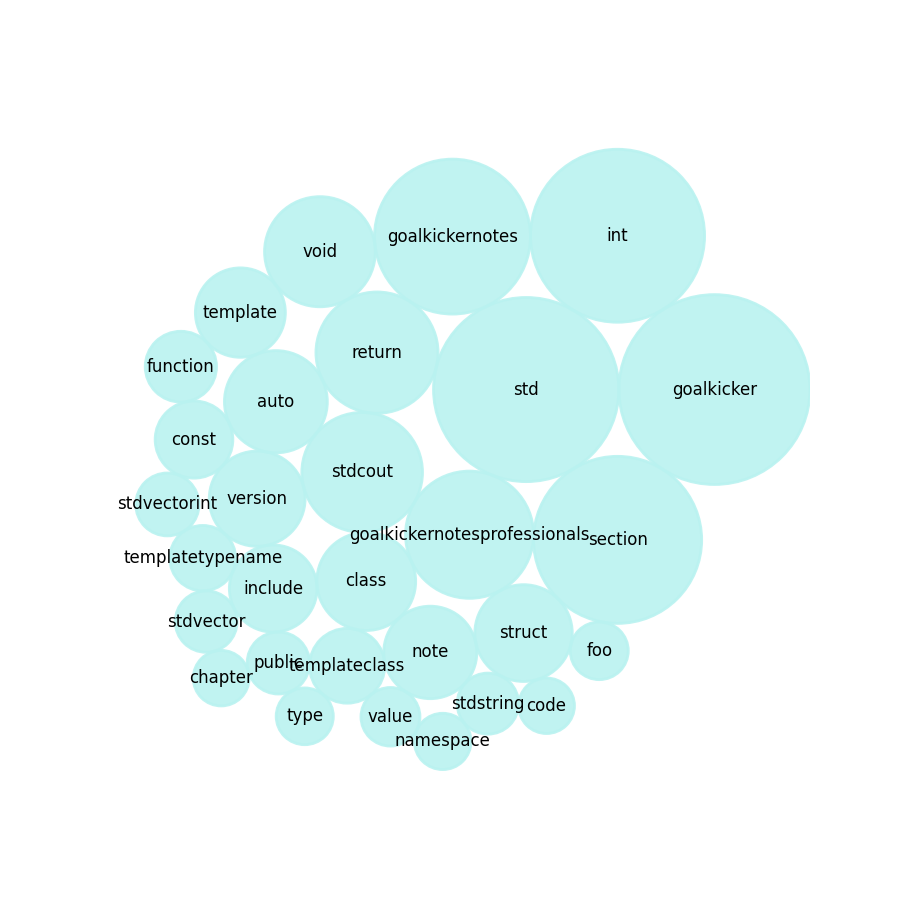 goalkickernotes
int
void
template
return
function
std
goalkicker
auto
const
stdcout
version
stdvectorint
goalkickernotesprofessionals
section
templatetypename
class
include
stdvector
struct
note
foo
public
templateclass
chapter
stdstring
code
type
value
namespace